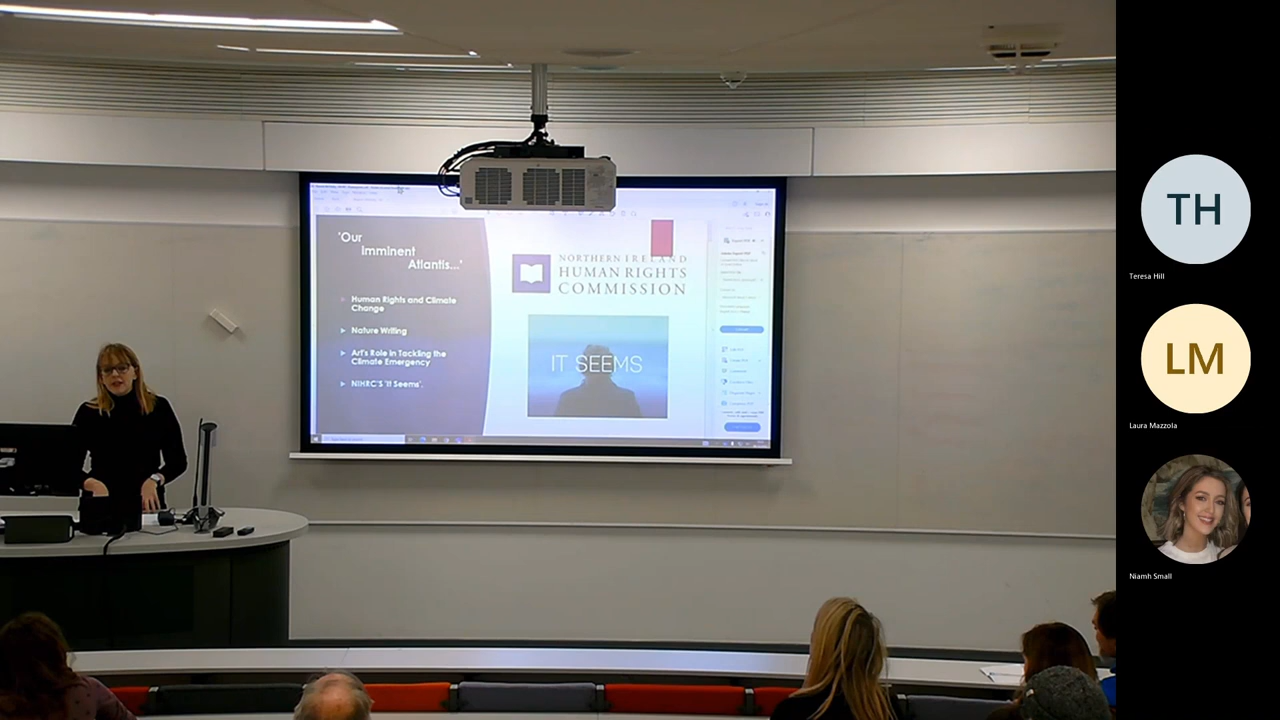 'Our
Imminent
Atlantis...'
Human Rights and Climate
Change
Nature Writing
Art's Role in Tackling the
Climate Emergency
NIHRC'S 'It Seems'.
NORTHERN IRELAND
HUMAN RIGHTS
COMMISSION
IT SEEMS
TH
Teresa Hill
LM
Laura Mazzola
Niamh Small